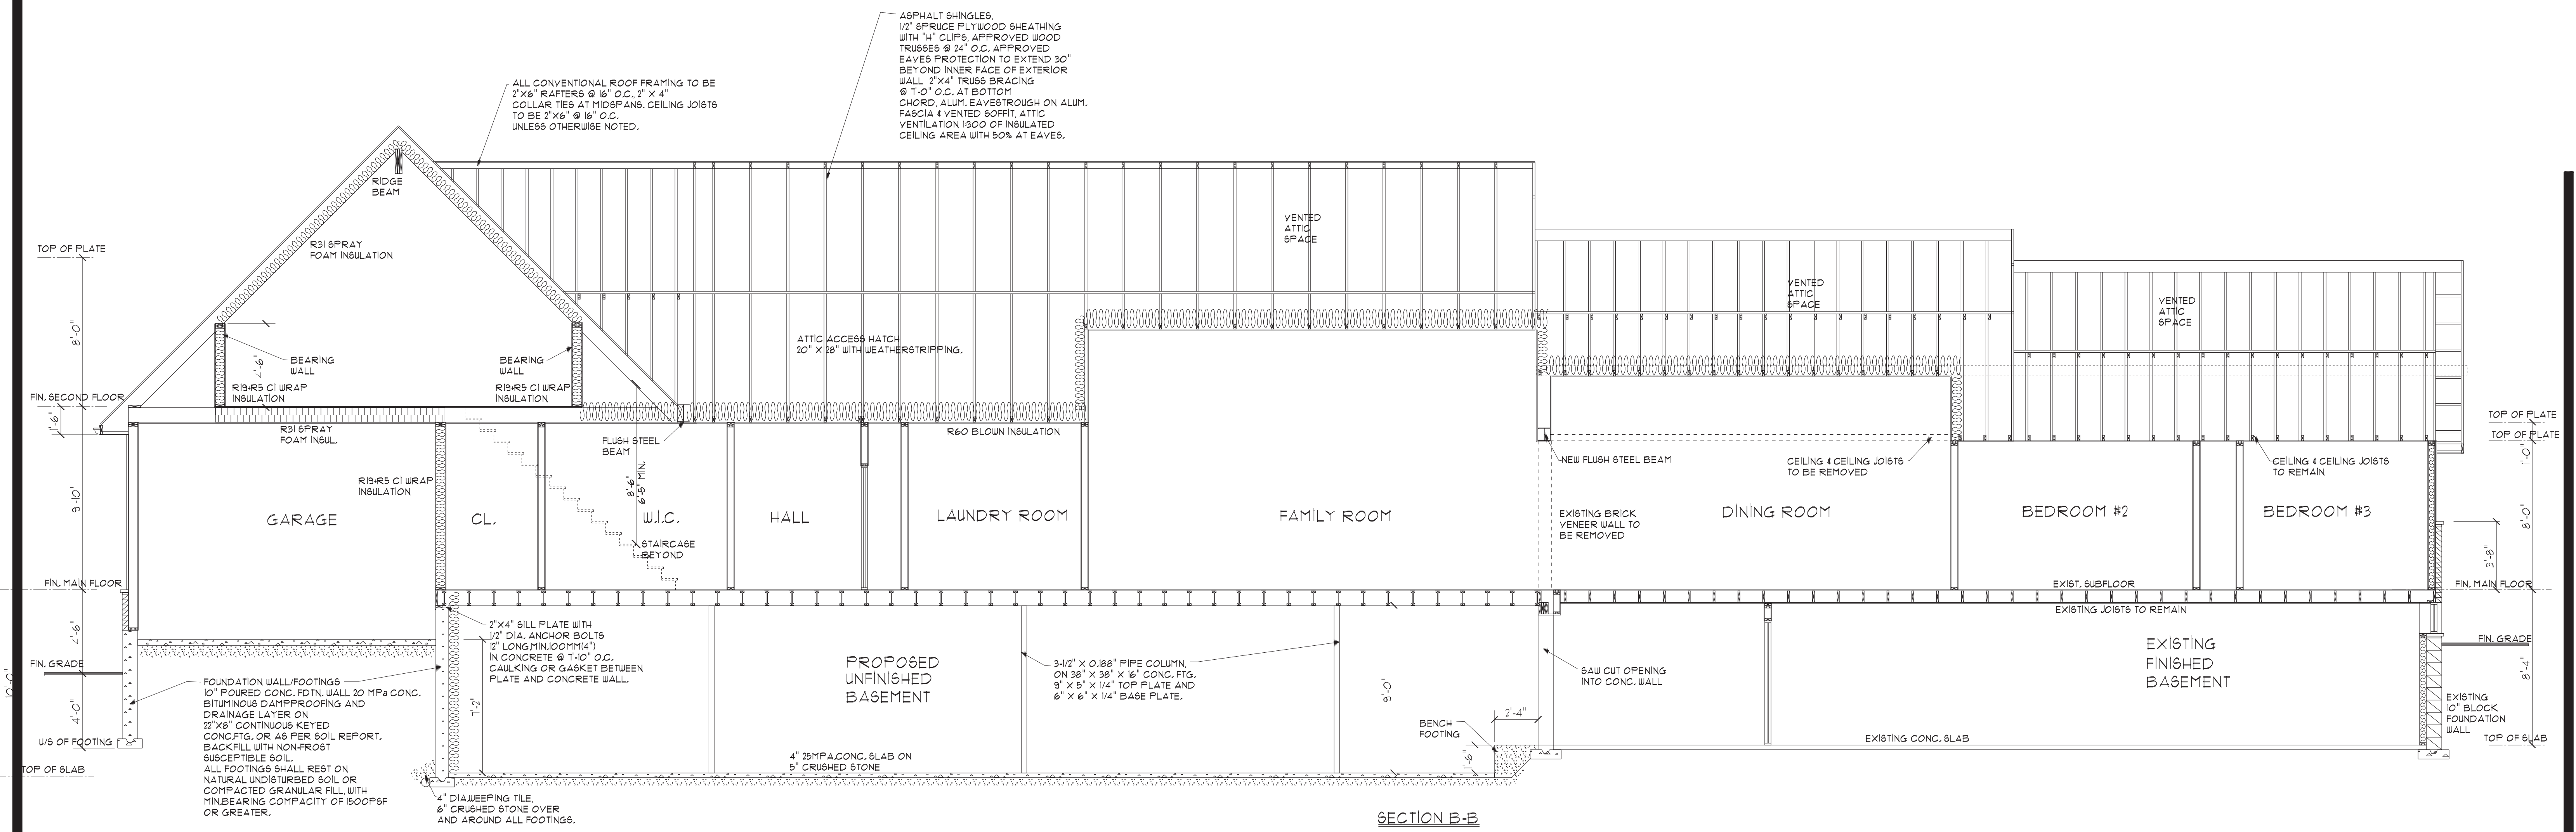 ASPHALT SHINGLES,
1/2" SPRUCE PLYWOOD SHEATHING
WITH "H" CLIPS, APPROVED WOOD
TRUSSES @ 24" O.C. APPROVED
EAVES PROTECTION TO EXTEND 30"
BEYOND INNER FACE OF EXTERIOR
WALL 2"X4" TRUSS BRACING
@ 7'-0" O.C. AT BOTTOM
CHORD, ALUM. EAVESTROUGH ON ALUM.
FASCIA & VENTED SOFFIT, ATTIC
VENTILATION 1:300 OF INSULATED
CEILING AREA WITH 50% AT EAVES.
ALL CONVENTIONAL ROOF FRAMING TO BE
2"X6" RAFTERS @ 16" O.C., 2" X 4"
COLLAR TIES AT MIDSPANS, CEILING JOISTS
TO BE 2"X6" @ 16" O.C.
UNLESS OTHERWISE NOTED.
RIDGE
BEAM
R31 SPRAY
FOAM INSULATION
VENTED
ATTIC
SPACE
VENTED
ATTIC
SPACE
VENTED
ATTIC
SPACE
TOP OF PLATE
8'-0"
ATTIC ACCESS HATCH
20" X 28" WITH WEATHERSTRIPPING.
BEARING
WALL
BEARING
WALL
4'-6"
R19+R5 CI WRAP
INSULATION
R19+R5 CI WRAP
INSULATION
FIN. SECOND FLOOR
1'-6"
R31 SPRAY
FOAM INSUL.
FLUSH STEEL
BEAM
R60 BLOWN INSULATION
TOP OF PLATE
TOP OF PLATE
1'-0"
NEW FLUSH STEEL BEAM
CEILING & CEILING JOISTS
TO BE REMOVED
CEILING & CEILING JOISTS
TO REMAIN
R19+R5 CI WRAP
INSULATION
8'-6"
6'-5" MIN.
9'-10"
GARAGE
CL.
W.I.C.
HALL
LAUNDRY ROOM
FAMILY ROOM
EXISTING BRICK
VENEER WALL TO
BE REMOVED
DINING ROOM
BEDROOM #2
BEDROOM #3
8'-0"
STAIRCASE
BEYOND
3'-8"
FIN. MAIN FLOOR
EXIST. SUBFLOOR
FIN. MAIN FLOOR
EXISTING JOISTS TO REMAIN
4'-6"
2"X4" SILL PLATE WITH
1/2" DIA. ANCHOR BOLTS
12" LONG,MIN.100MM(4")
IN CONCRETE @ 7'-10" O.C.
CAULKING OR GASKET BETWEEN
PLATE AND CONCRETE WALL.
FIN. GRADE
FIN. GRADE
10'-0"
PROPOSED
UNFINISHED
BASEMENT
3-1/2" X 0.188" PIPE COLUMN,
ON 38" X 38" X 16" CONC. FTG.
9" X 5" X 1/4" TOP PLATE AND
6" X 6" X 1/4" BASE PLATE.
SAW CUT OPENING
INTO CONC. WALL
EXISTING
FINISHED
BASEMENT
8'-4"
FOUNDATION WALL/FOOTINGS
10" POURED CONC. FDTN. WALL 20 MPa CONC.
BITUMINOUS DAMPPROOFING AND
DRAINAGE LAYER ON
22"X8" CONTINUOUS KEYED
CONC.FTG. OR AS PER SOIL REPORT.
BACKFILL WITH NON-FROST
SUSCEPTIBLE SOIL.
ALL FOOTINGS SHALL REST ON
NATURAL UNDISTURBED SOIL OR
COMPACTED GRANULAR FILL, WITH
MIN.BEARING COMPACITY OF 1500PSF
OR GREATER.
4'-0"
7'-2"
9'-0"
2'-4"
BENCH
FOOTING
1'-6"
EXISTING
10" BLOCK
FOUNDATION
WALL
U/S OF FOOTING
EXISTING CONC. SLAB
TOP OF SLAB
4" 25MPA.CONC. SLAB ON
5" CRUSHED STONE
TOP OF SLAB
4" DIA.WEEPING TILE,
6" CRUSHED STONE OVER
AND AROUND ALL FOOTINGS.
SECTION B-B